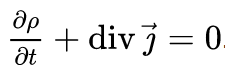 ∂ρ/∂t + div j⃗ = 0.